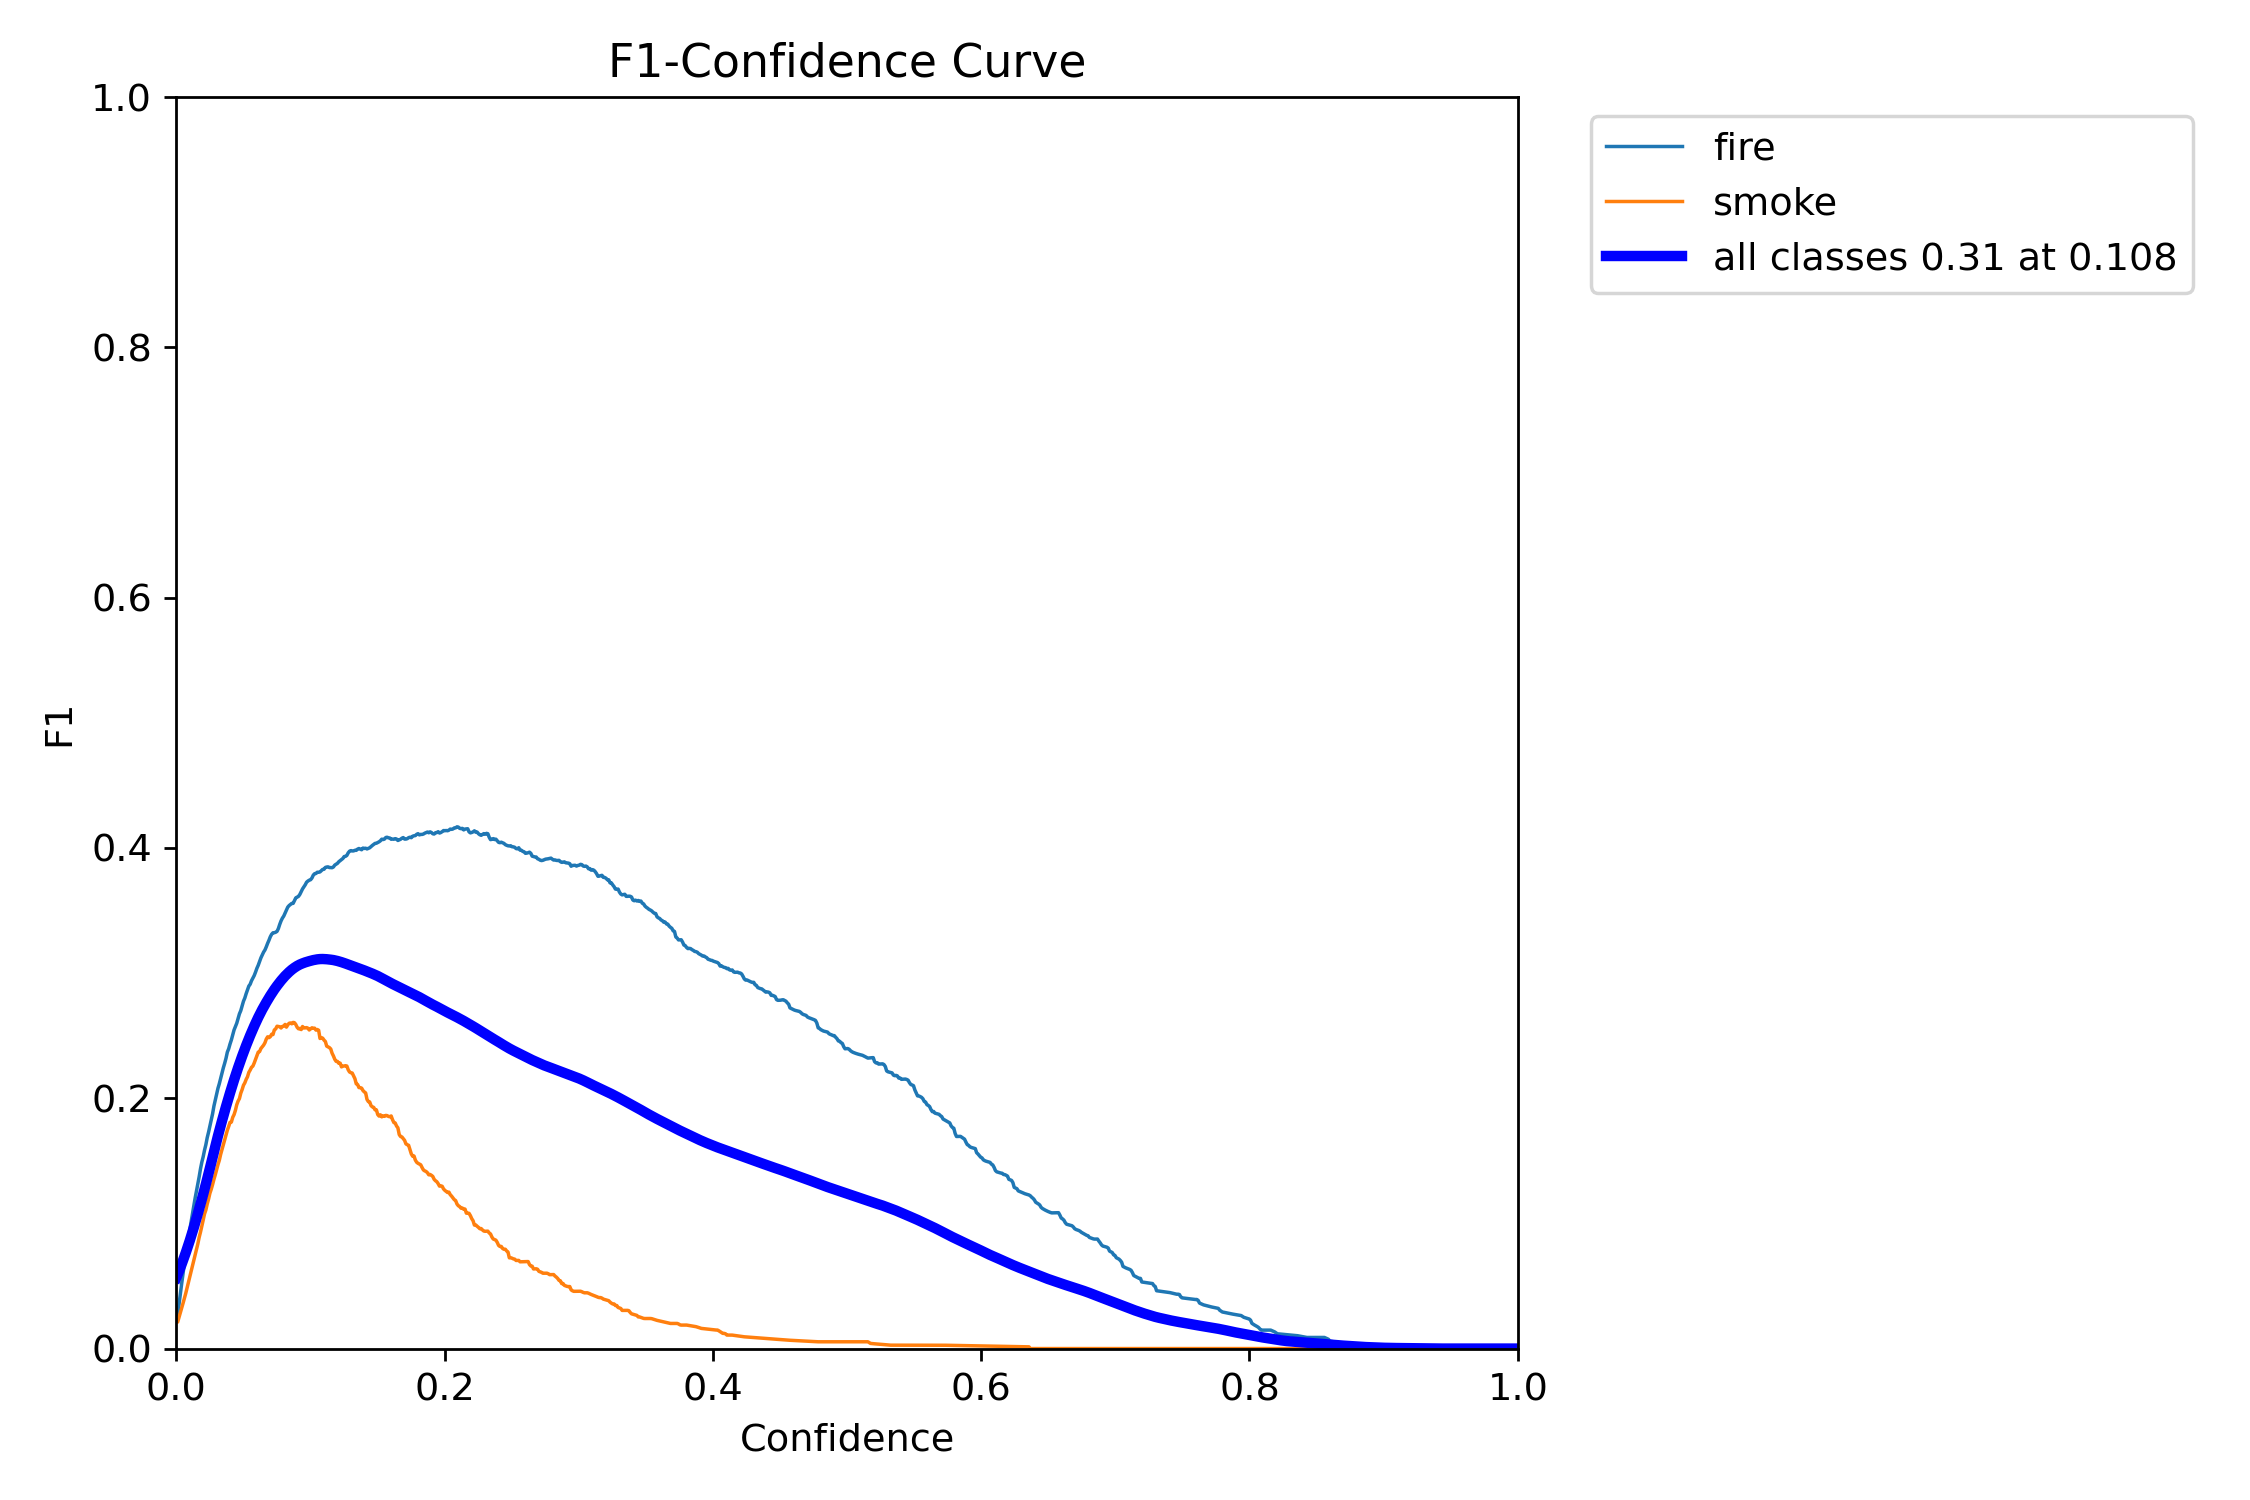 F1-Confidence Curve
1.0
0.8
0.6
0.4
0.2
0.0
F1
0.0 0.2 0.4 0.6 0.8 1.0
Confidence
fire
smoke
all classes 0.31 at 0.108